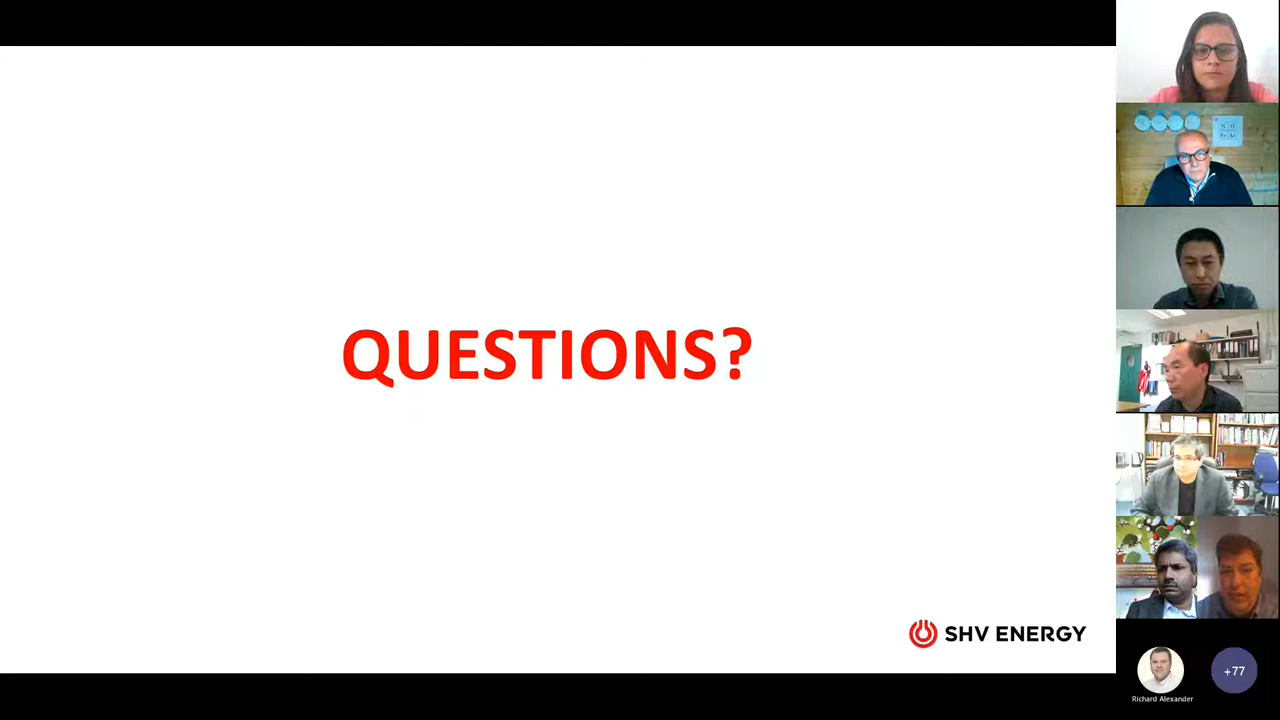 QUESTIONS?
SHV ENERGY
N O
Richard Alexander
+77